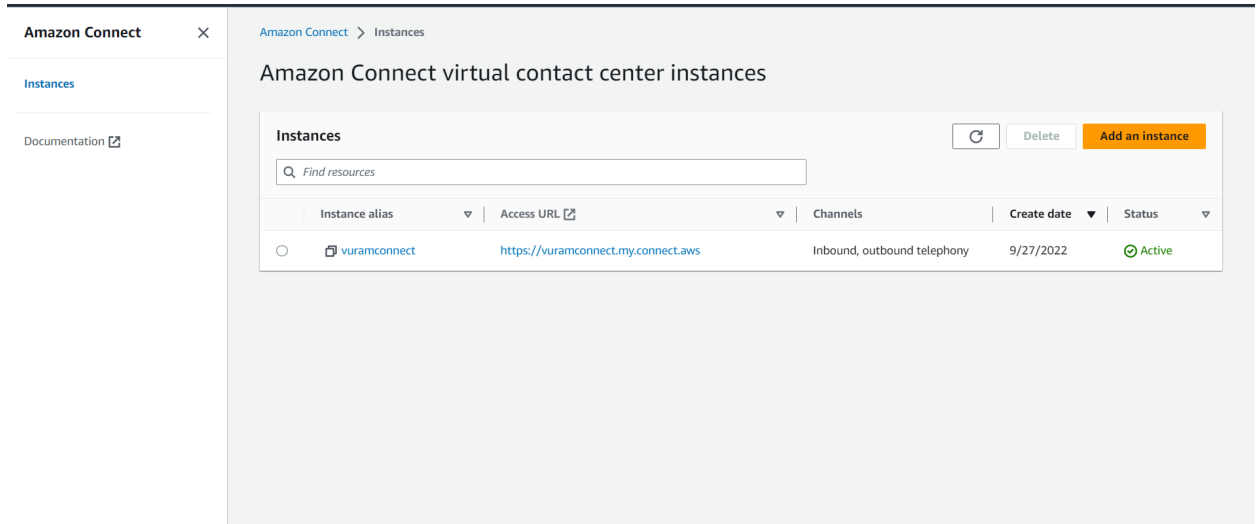 Amazon Connect
Instances
Documentation
Amazon Connect > Instances
Amazon Connect virtual contact center instances
Instances
Delete
Add an instance
Find resources
Instance alias Access URL Channels Create date Status
vuramconnect https://vuramconnect.my.connect.aws Inbound, outbound telephony 9/27/2022 Active